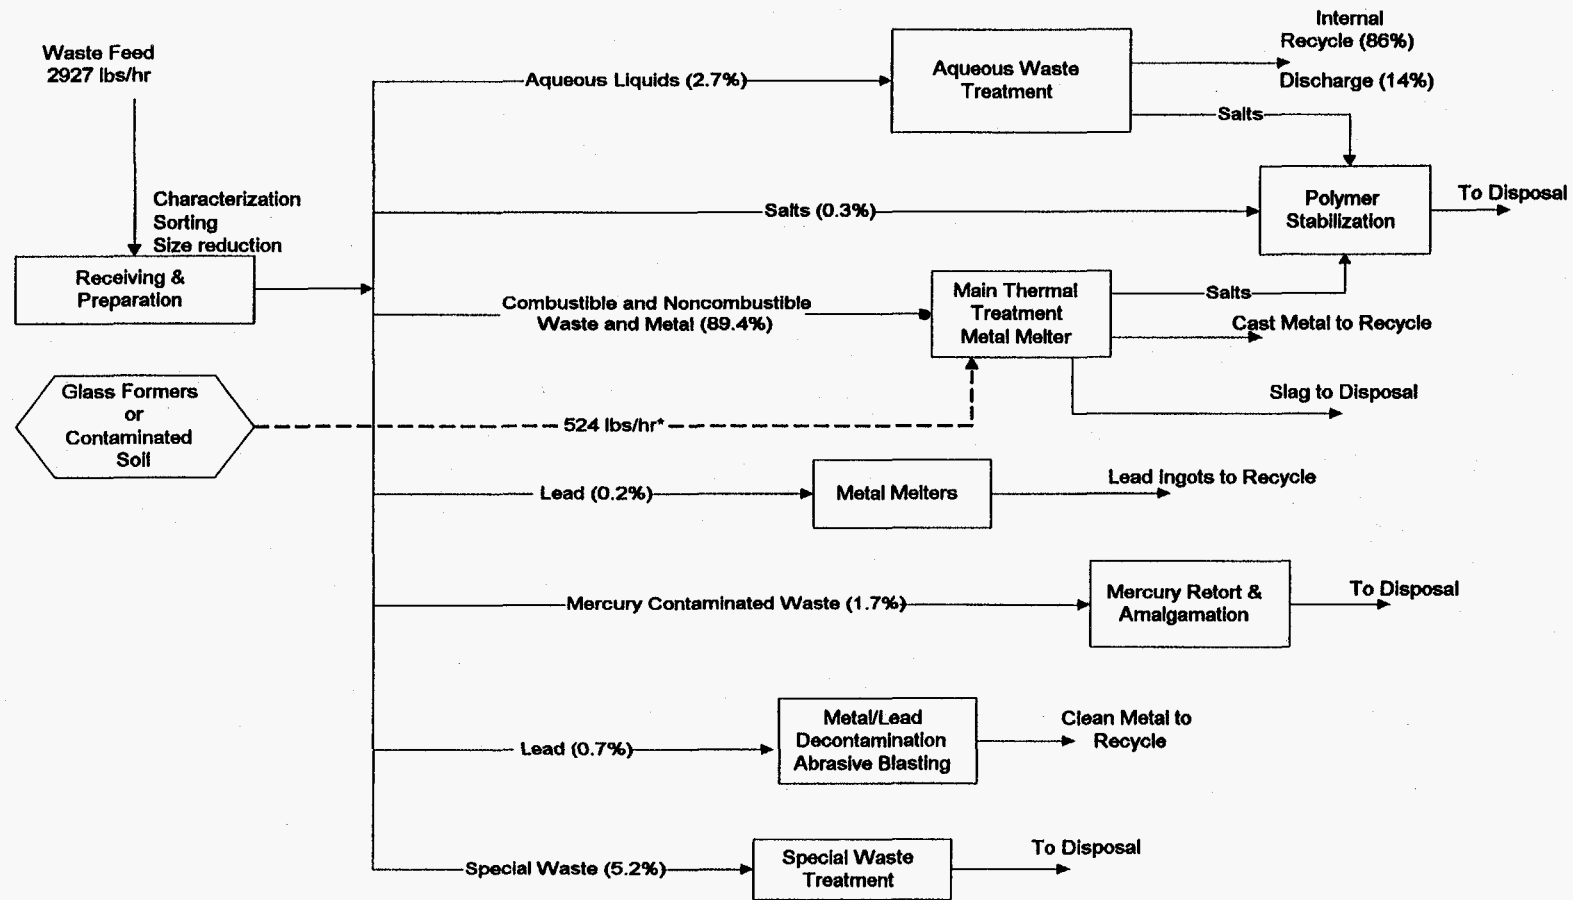 Waste Feed
2927 lbs/hr
Characterization
Sorting
Size reduction
Receiving &
Preparation
Glass Formers
or
Contaminated
Soil
Aqueous Liquids (2.7%)
Aqueous Waste
Treatment
Internal
Recycle (86%)
Discharge (14%)
Salts
Salts (0.3%)
Polymer
Stabilization
To Disposal
Combustible and Noncombustible
Waste and Metal (89.4%)
Main Thermal
Treatment
Metal Melter
Salts
Cast Metal to Recycle
Slag to Disposal
524 lbs/hr*
Lead (0.2%)
Metal Melters
Lead Ingots to Recycle
Mercury Contaminated Waste (1.7%)
Mercury Retort &
Amalgamation
To Disposal
Lead (0.7%)
Metal/Lead
Decontamination
Abrasive Blasting
Clean Metal to
Recycle
Special Waste (5.2%)
Special Waste
Treatment
To Disposal